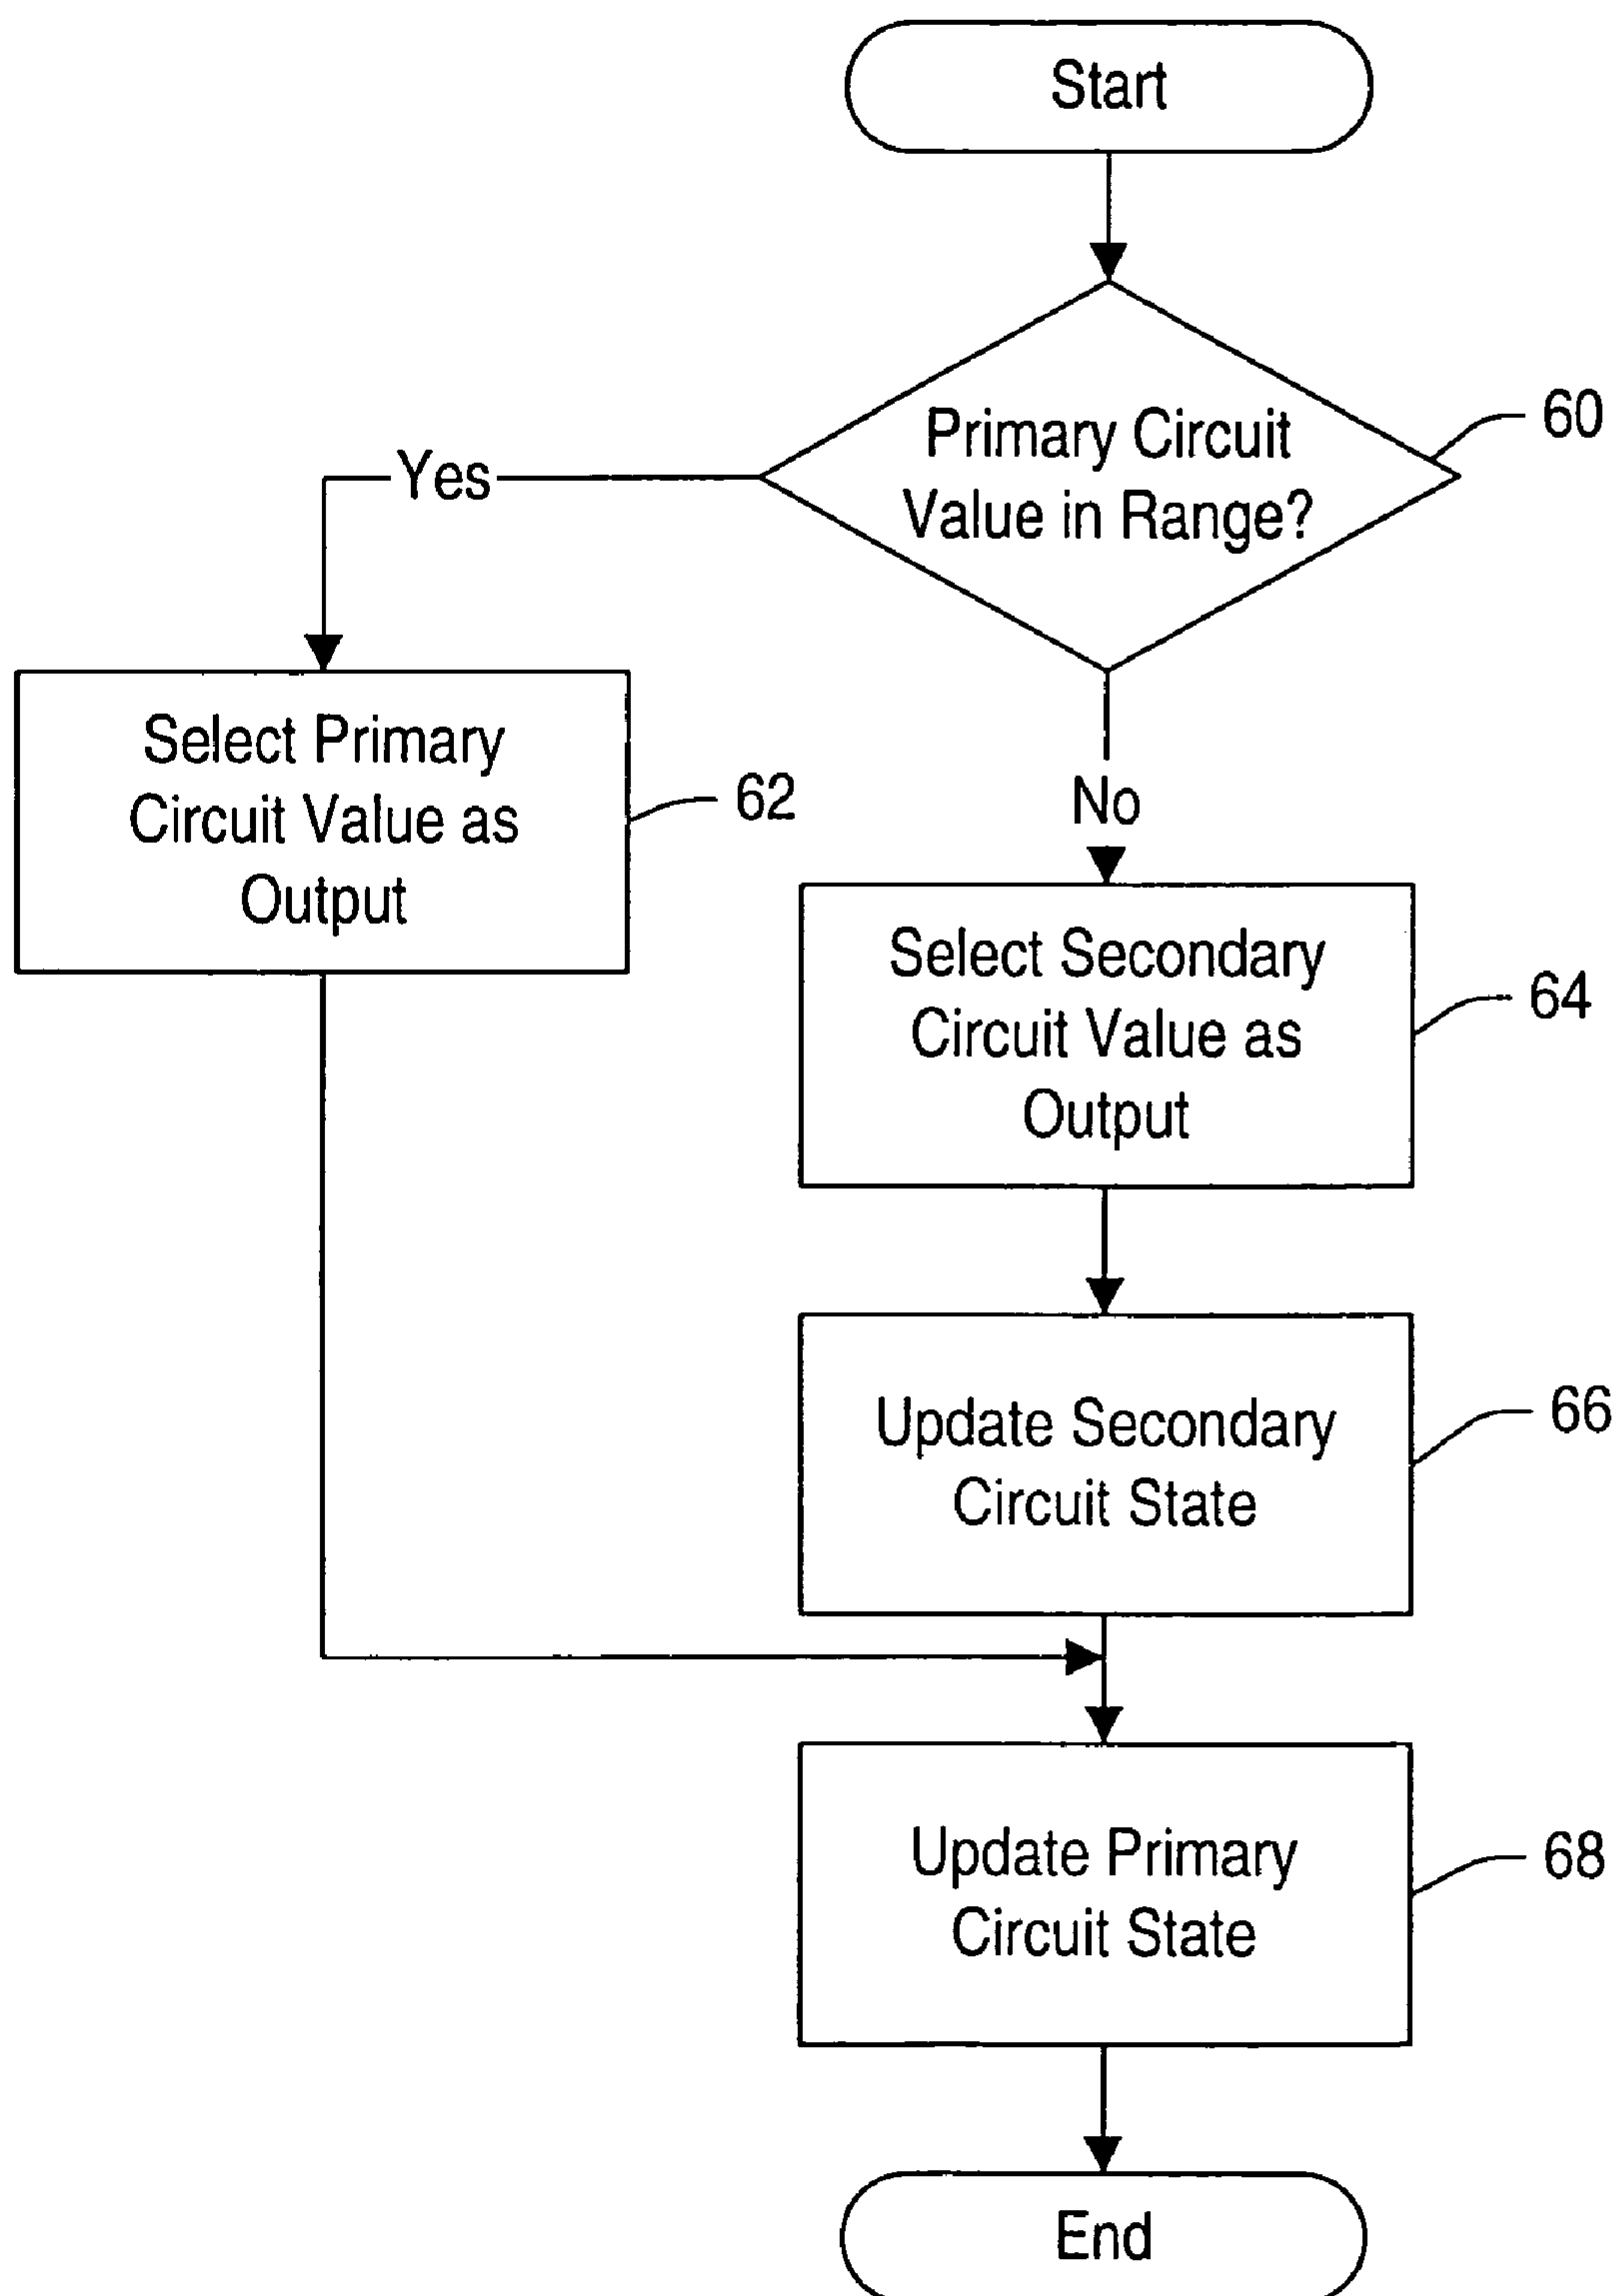 Start
Primary Circuit
Value in Range?
60
Yes
Select Primary
Circuit Value as
Output
62
No
Select Secondary
Circuit Value as
Output
64
Update Secondary
Circuit State
66
Update Primary
Circuit State
68
End